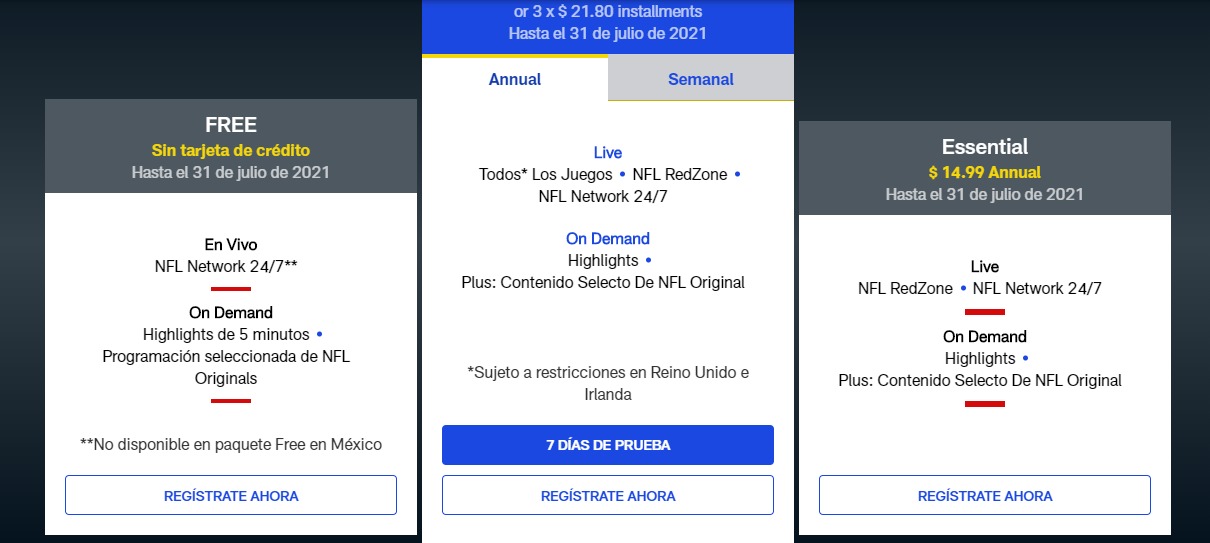 FREE
Sin tarjeta de crédito
Hasta el 31 de julio de 2021
En Vivo
NFL Network 24/7**
On Demand
Highlights de 5 minutos •
Programación seleccionada de NFL
Originals
**No disponible en paquete Free en México
REGÍSTRATE AHORA
or 3 x $ 21.80 installments
Hasta el 31 de julio de 2021
Annual
Semanal
Live
Todos* Los Juegos • NFL RedZone •
NFL Network 24/7
On Demand
Highlights •
Plus: Contenido Selecto De NFL Original
*Sujeto a restricciones en Reino Unido e
Irlanda
7 DÍAS DE PRUEBA
REGÍSTRATE AHORA
Essential
$ 14.99 Annual
Hasta el 31 de julio de 2021
Live
NFL RedZone • NFL Network 24/7
On Demand
Highlights •
Plus: Contenido Selecto De NFL Original
REGÍSTRATE AHORA